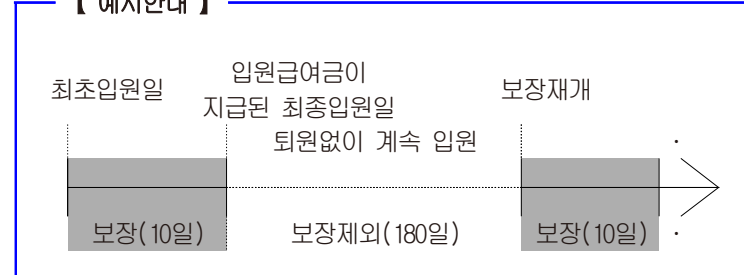 【 예시안내 】
최초입원일
입원급여금이
지급된 최종입원일
보장재개
퇴원없이 계속 입원
보장(10일)
보장제외(180일)
보장(10일)